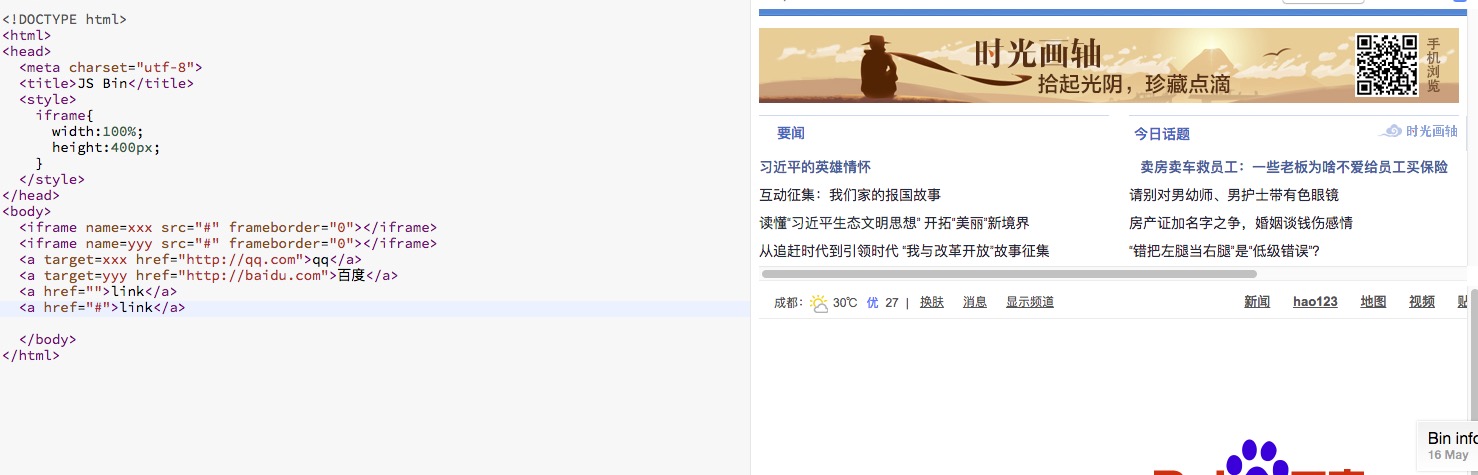 <!DOCTYPE html>
<html>
<head>
<meta charset="utf-8">
<title>JS Bin</title>
<style>
iframe{
width:100%;
height:400px;
}
</style>
</head>
<body>
<iframe name=xxx src="#" frameborder="0"></iframe>
<iframe name=yyy src="#" frameborder="0"></iframe>
<a target=xxx href="http://qq.com">qq</a>
<a target=yyy href="http://baidu.com">百度</a>
<a href="">link</a>
<a href="#">link</a>
</body>
</html>
时光画轴
拾起光阴，珍藏点滴
手机浏览
要闻
习近平的英雄情怀
互动征集：我们家的报国故事
读懂“习近平生态文明思想” 开拓“美丽”新境界
从追赶时代到引领时代 “我与改革开放”故事征集
今日话题
时光画轴
卖房卖车救员工：一些老板为啥不爱给员工买保险
请别对男幼师、男护士带有色眼镜
房产证加名字之争，婚姻谈钱伤感情
“错把左腿当右腿”是“低级错误”？
成都： 30℃ 优 27 | 换肤 消息 显示频道
新闻 hao123 地图 视频 贴
Bin info
16 May